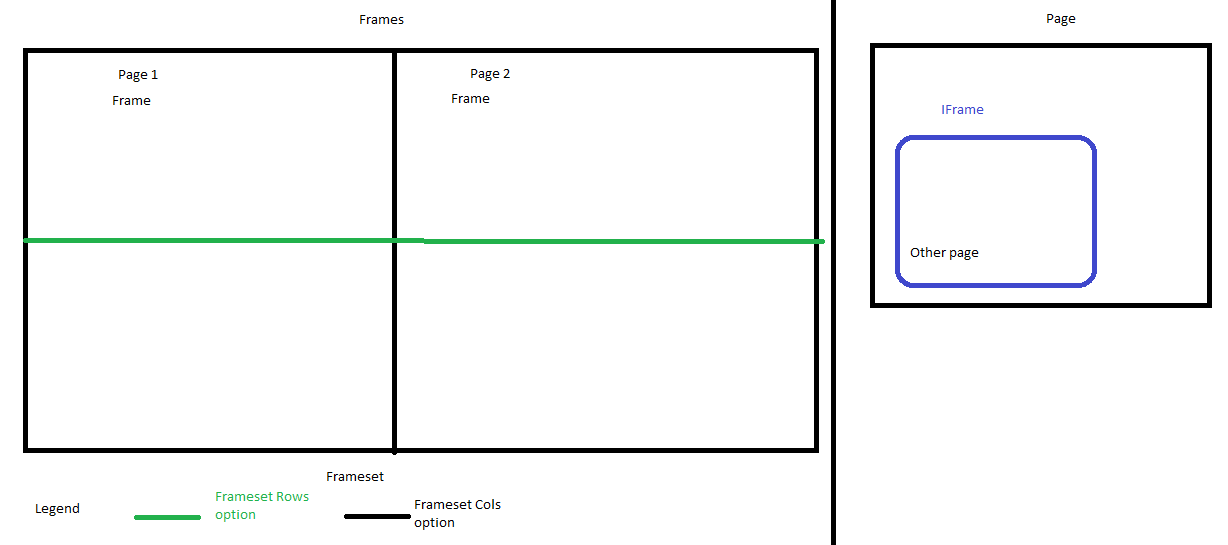 Frames
Page 1
Frame
Page 2
Frame
Frameset
Legend
Frameset Rows
option
Frameset Cols
option
Page
IFrame
Other page